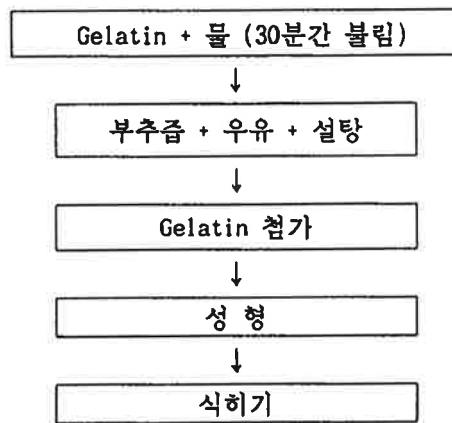 Gelatin + 물 (30분간 불림)
↓
부추즙 + 우유 + 설탕
↓
Gelatin 첨가
↓
성 형
↓
식히기